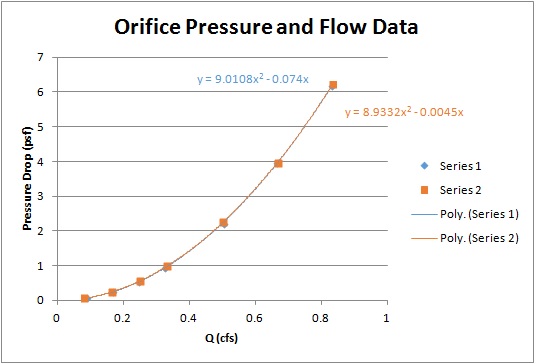 Orifice Pressure and Flow Data
y = 9.0108x² - 0.074x
y = 8.9332x² - 0.0045x
Pressure Drop (psf)
7
6
5
4
3
2
1
0
0 0.2 0.4 0.6 0.8 1
Q (cfs)
Series 1
Series 2
Poly. (Series 1)
Poly. (Series 2)